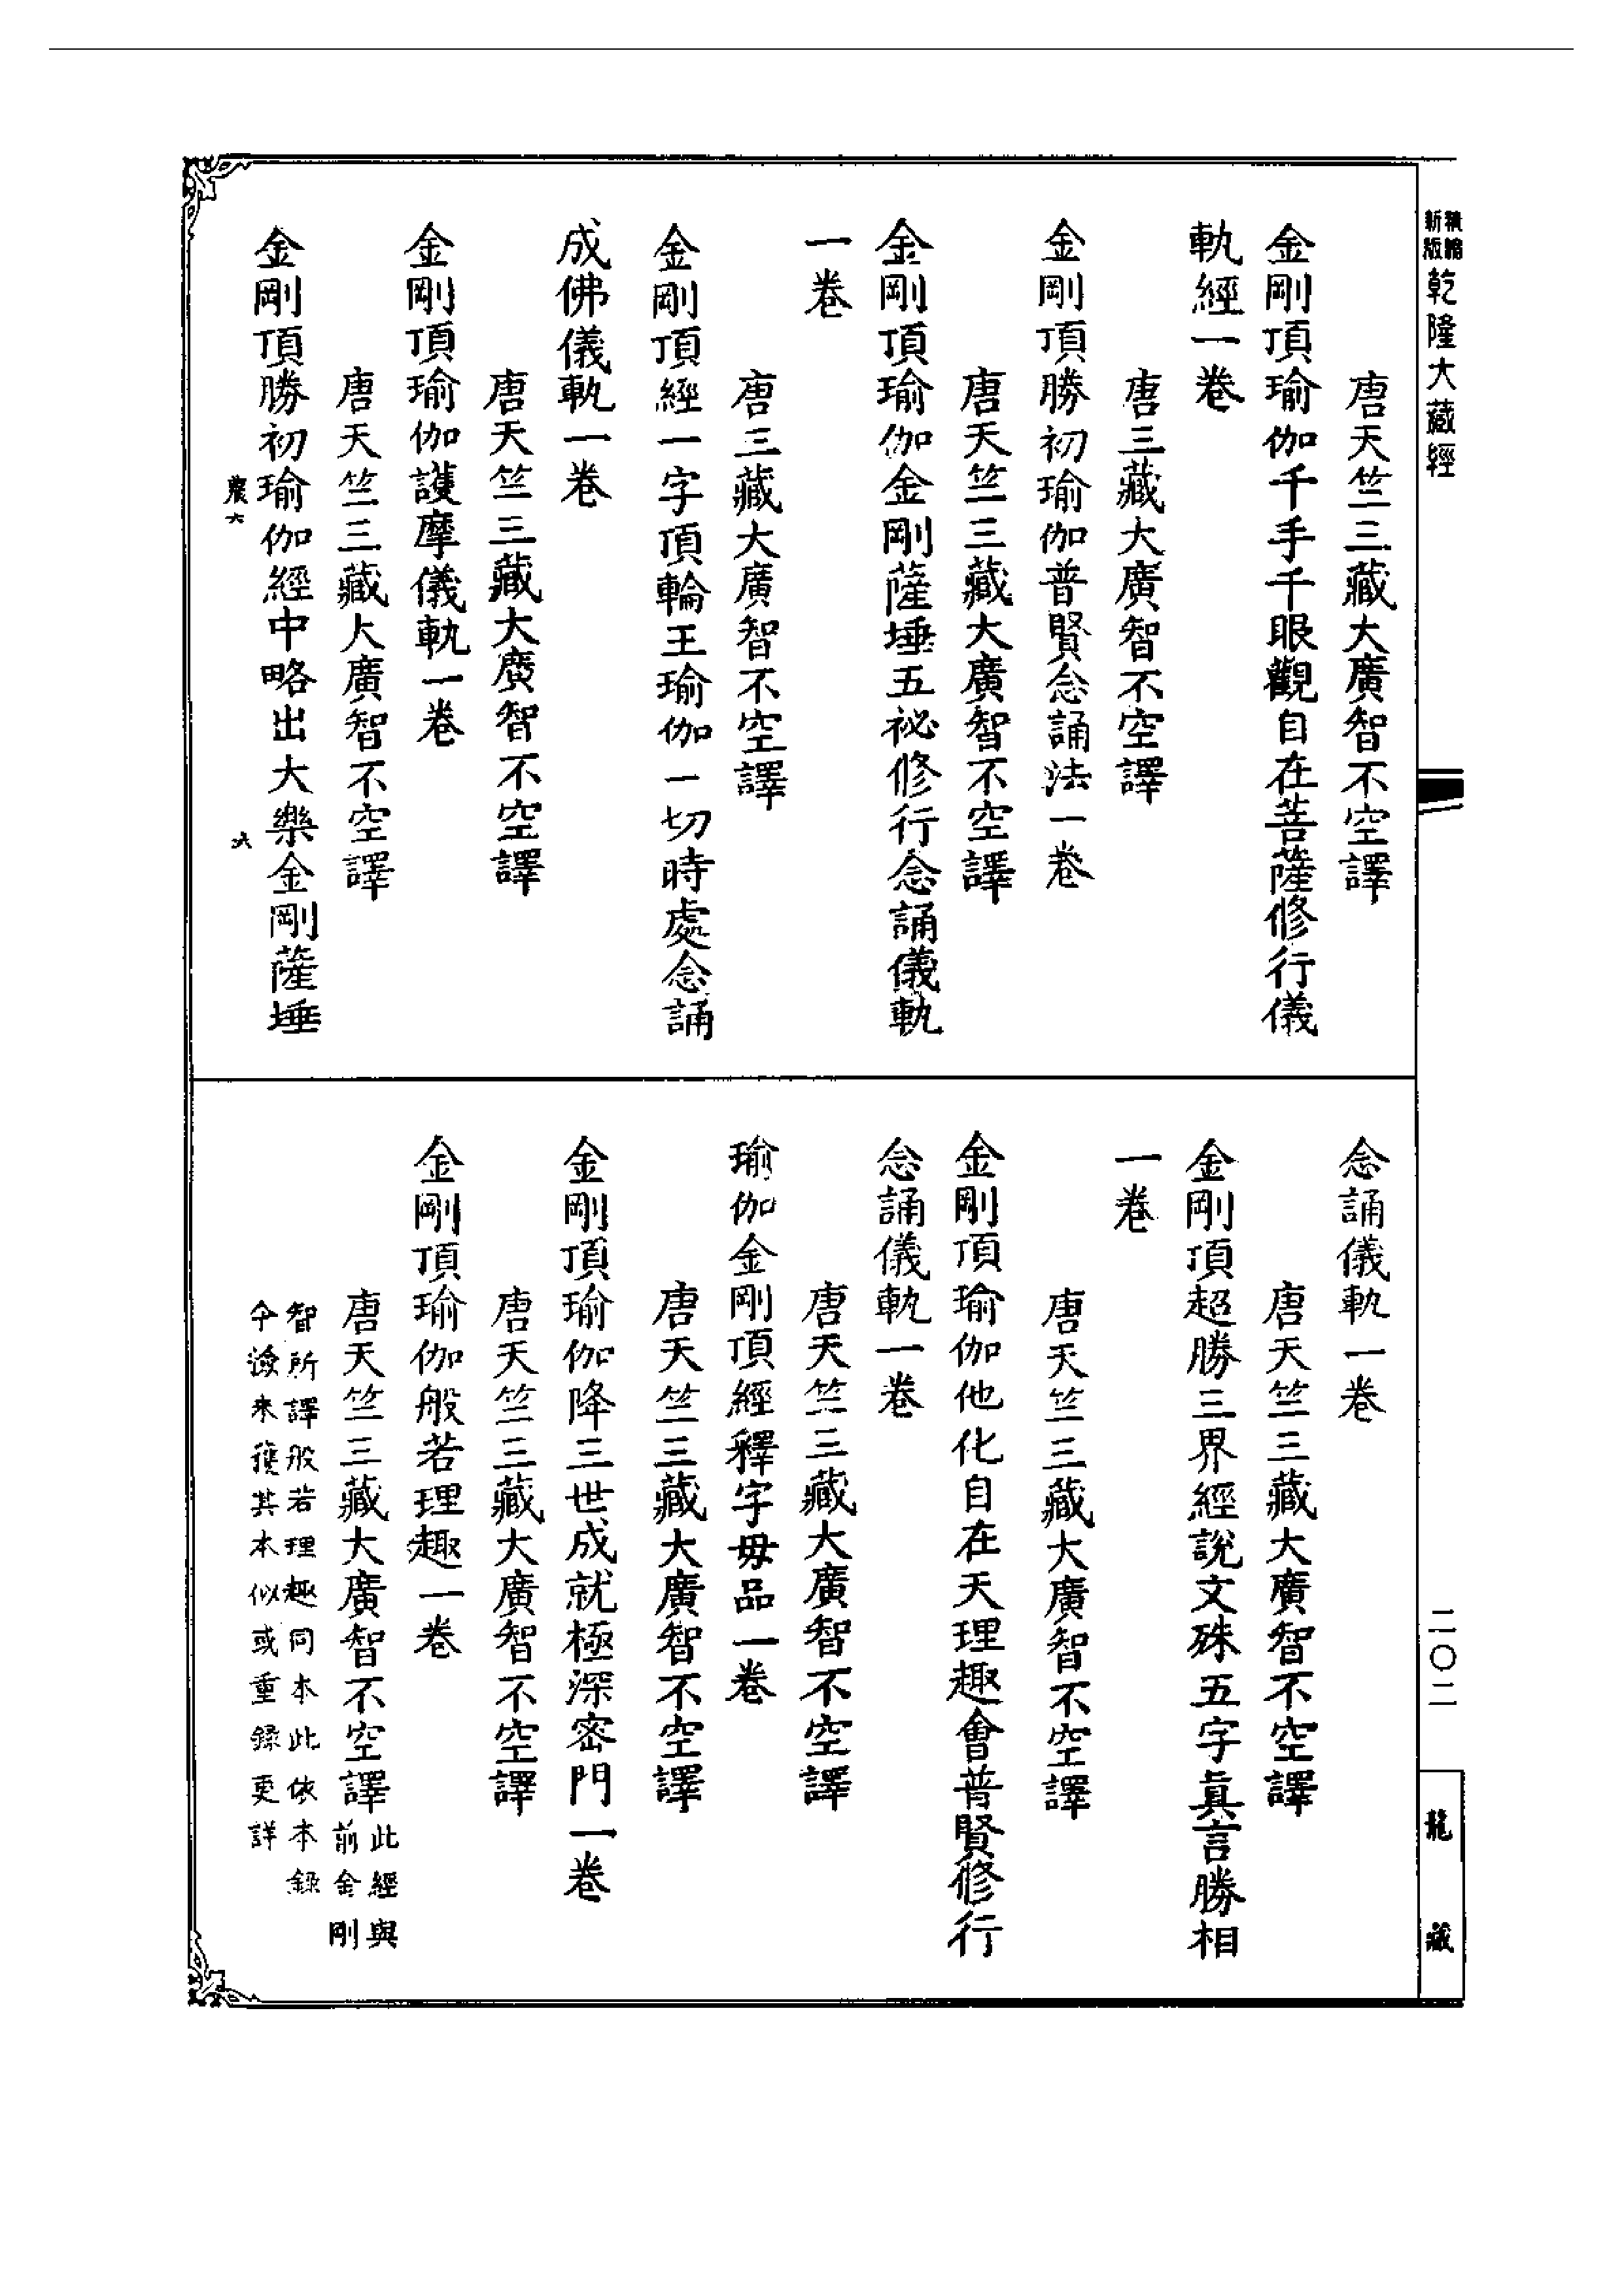 新版精縮乾隆大藏經
唐天竺三藏大廣智不空譯
金剛頂瑜伽千手千眼觀自在菩薩修行儀
軌經一卷
唐三藏大廣智不空譯
金剛頂勝初瑜伽普賢念誦法一卷
唐天竺三藏大廣智不空譯
金剛頂瑜伽金剛薩埵五祕修行念誦儀軌
一卷
唐三藏大廣智不空譯
金剛頂經一字頂輪王瑜伽一切時處念誦
成佛儀軌一卷
唐天竺三藏大廣智不空譯
金剛頂瑜伽護摩儀軌一卷
唐天竺三藏大廣智不空譯
金剛頂勝初瑜伽經中略出大樂金剛薩埵
農六 六
念誦儀軌一卷
唐天竺三藏大廣智不空譯
金剛頂超勝三界經說文殊五字真言勝相
一卷
唐天竺三藏大廣智不空譯
金剛頂瑜伽他化自在天理趣會普賢修行
念誦儀軌一卷
唐天竺三藏大廣智不空譯
瑜伽金剛頂經釋字母品一卷
唐天竺三藏大廣智不空譯
金剛頂瑜伽降三世成就極深密門一卷
唐天竺三藏大廣智不空譯
金剛頂瑜伽般若理趣一卷
唐天竺三藏大廣智不空譯此經與前金剛
智所譯般若理趣同本此依本錄
今撿未獲其本似或重錄更詳
二〇二
龍藏